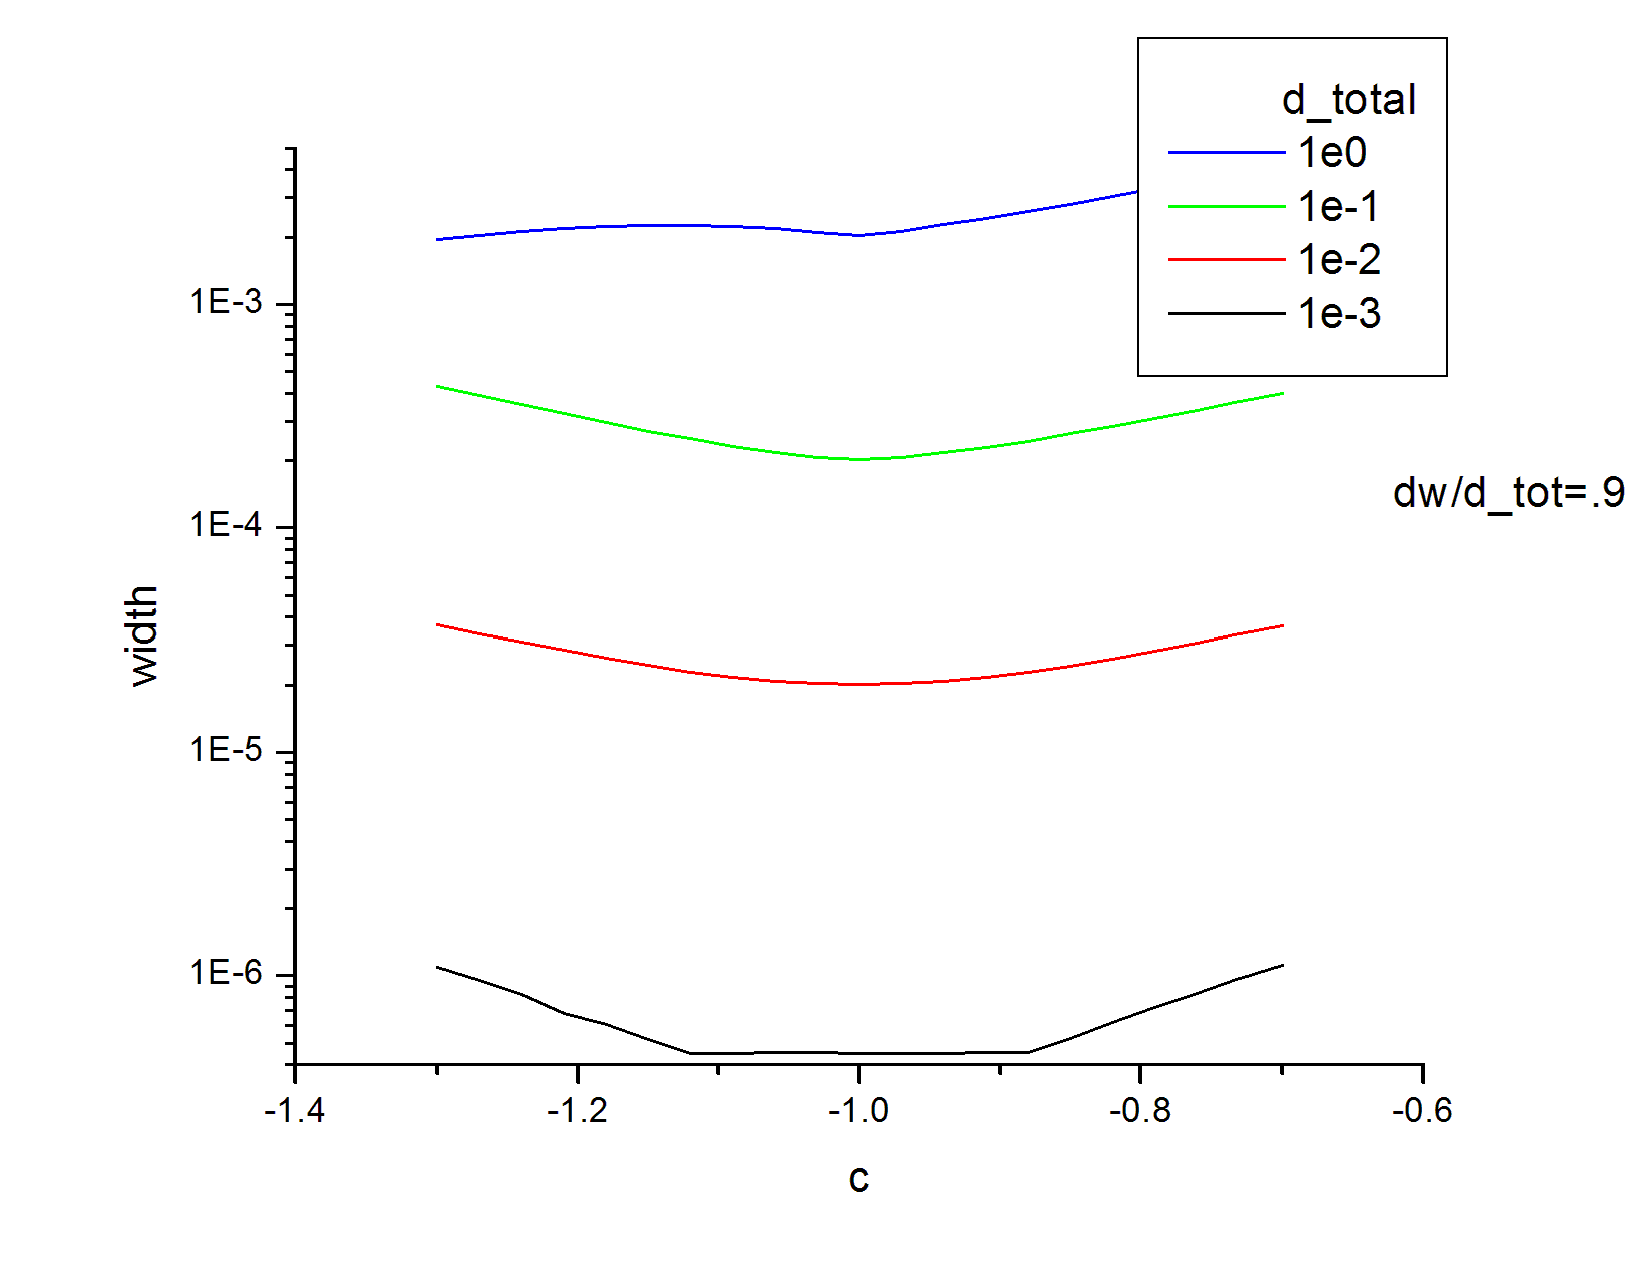 d_total
1e0
1e-1
1e-2
1e-3
1E-3
1E-4
1E-5
1E-6
dw/d_tot=.9
width
-1.4
-1.2
-1.0
-0.8
-0.6
c